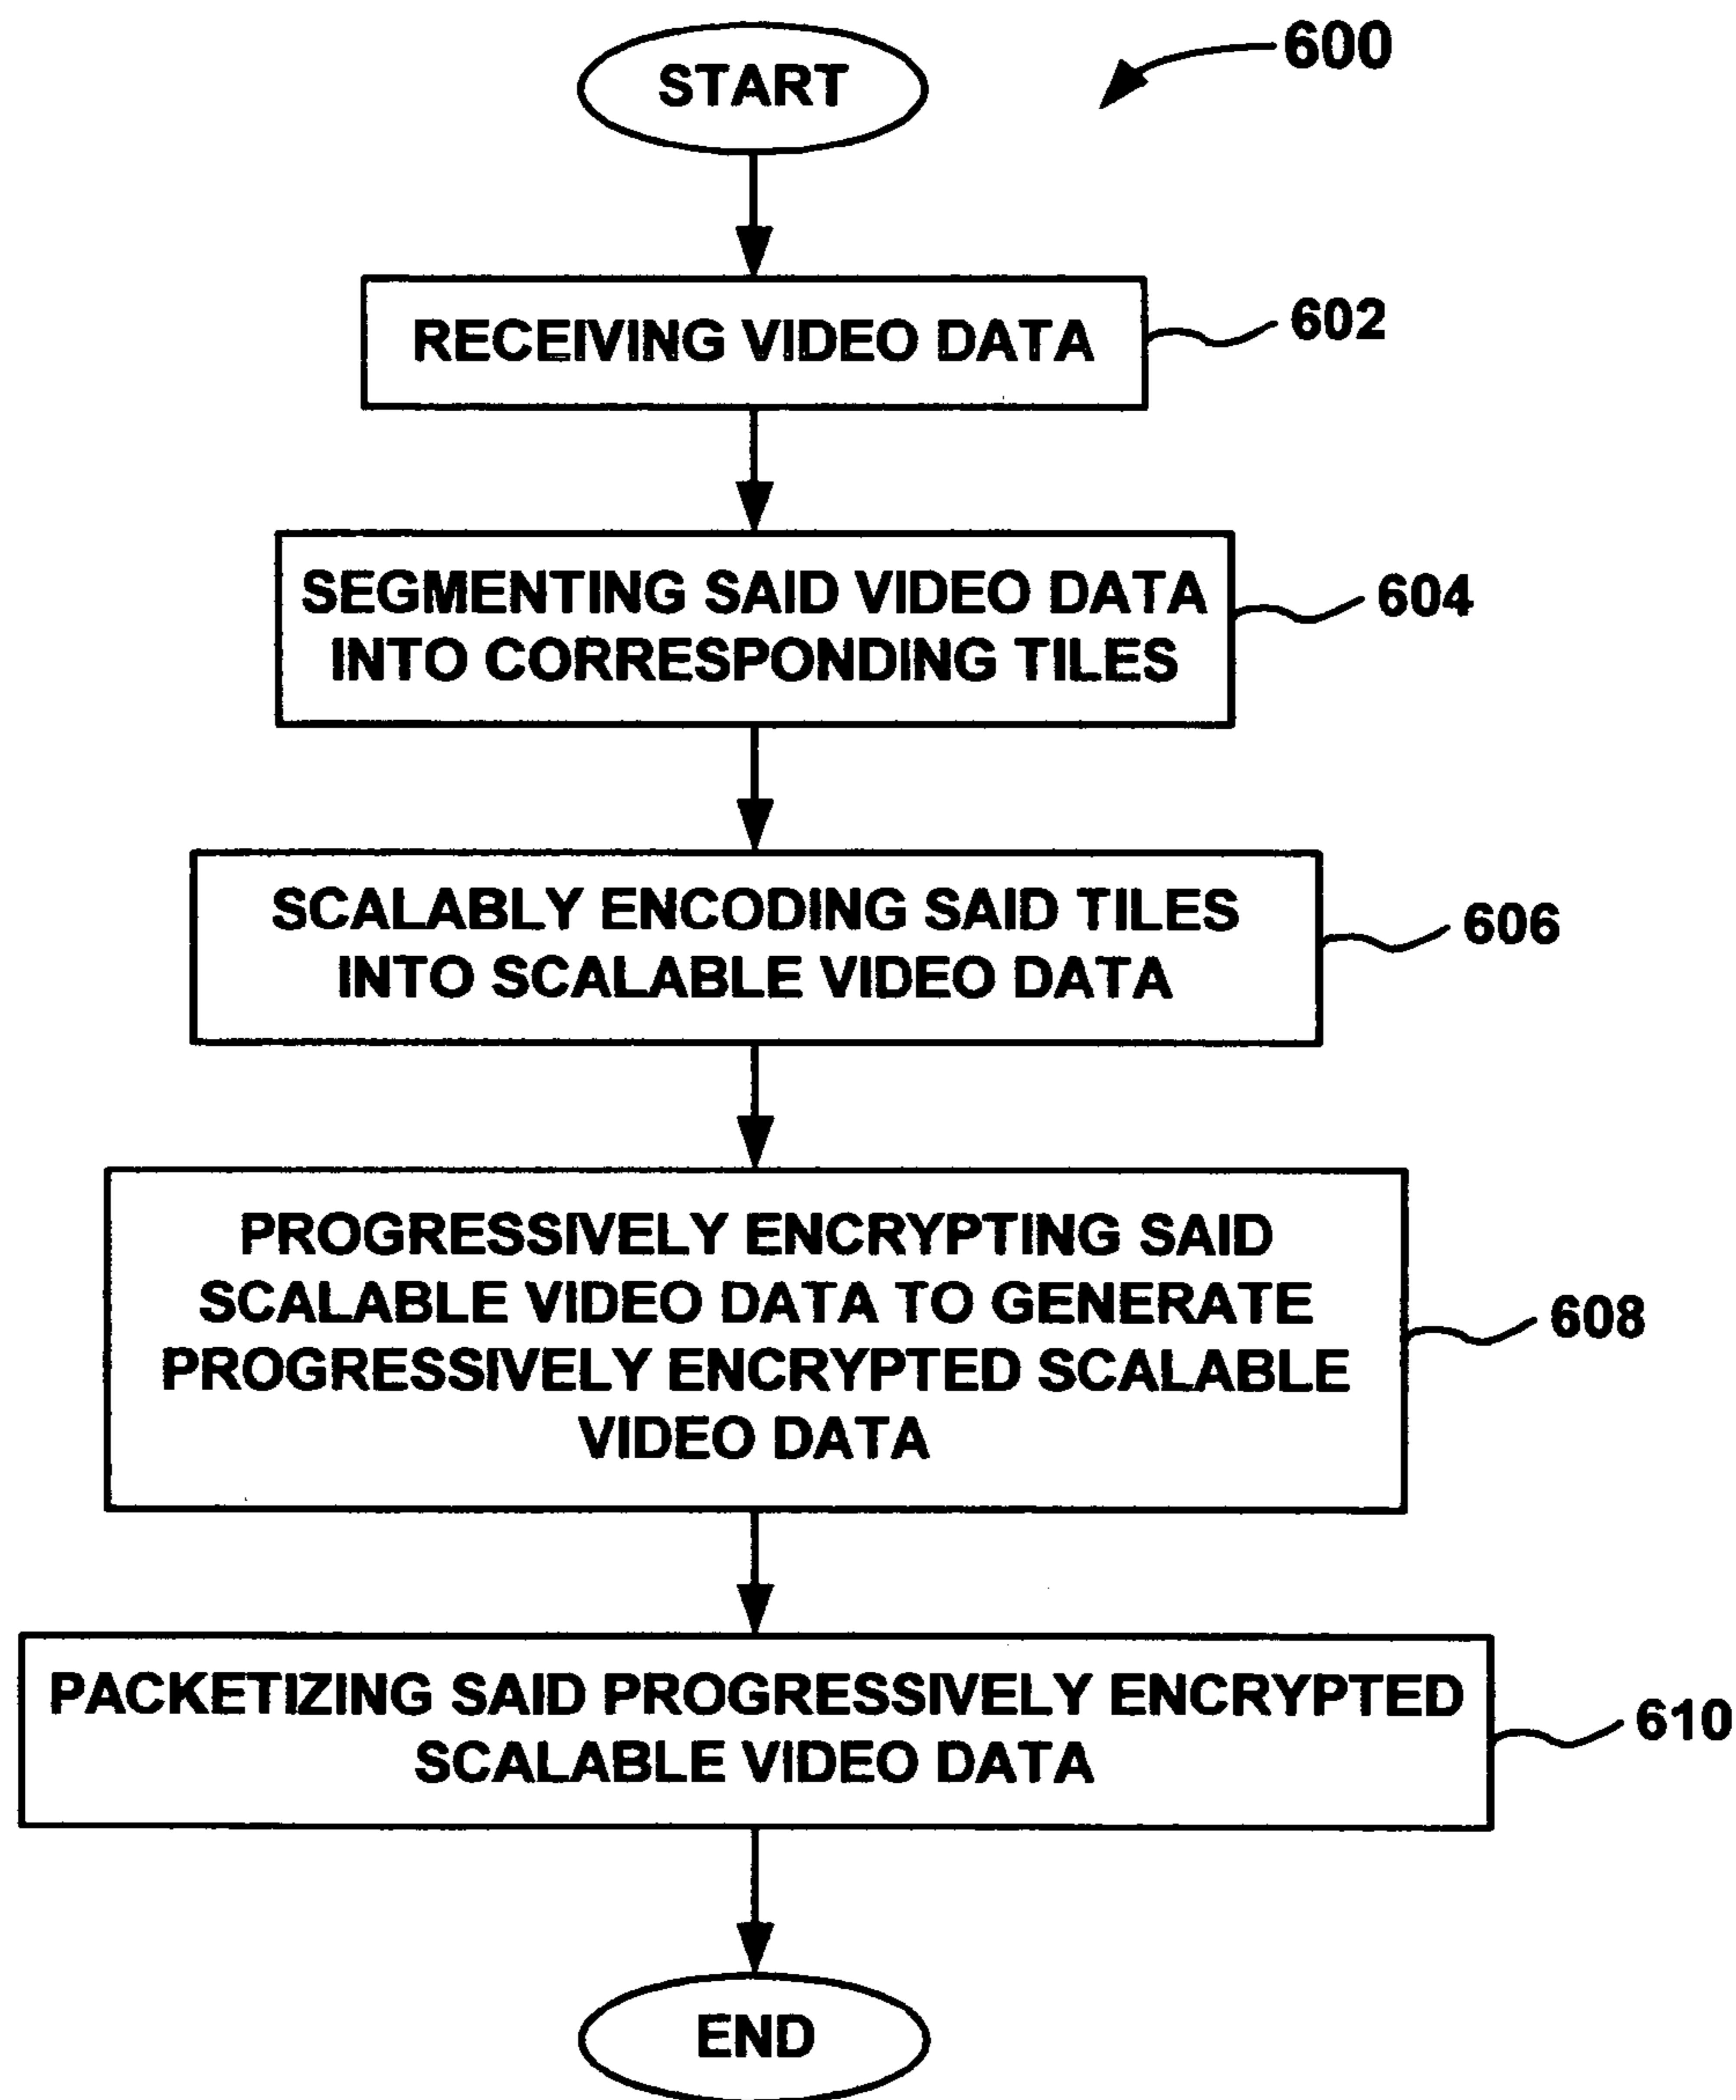 START
600
RECEIVING VIDEO DATA
602
SEGMENTING SAID VIDEO DATA
INTO CORRESPONDING TILES
604
SCALABLY ENCODING SAID TILES
INTO SCALABLE VIDEO DATA
606
PROGRESSIVELY ENCRYPTING SAID
SCALABLE VIDEO DATA TO GENERATE
PROGRESSIVELY ENCRYPTED SCALABLE
VIDEO DATA
608
PACKETIZING SAID PROGRESSIVELY ENCRYPTED
SCALABLE VIDEO DATA
610
END